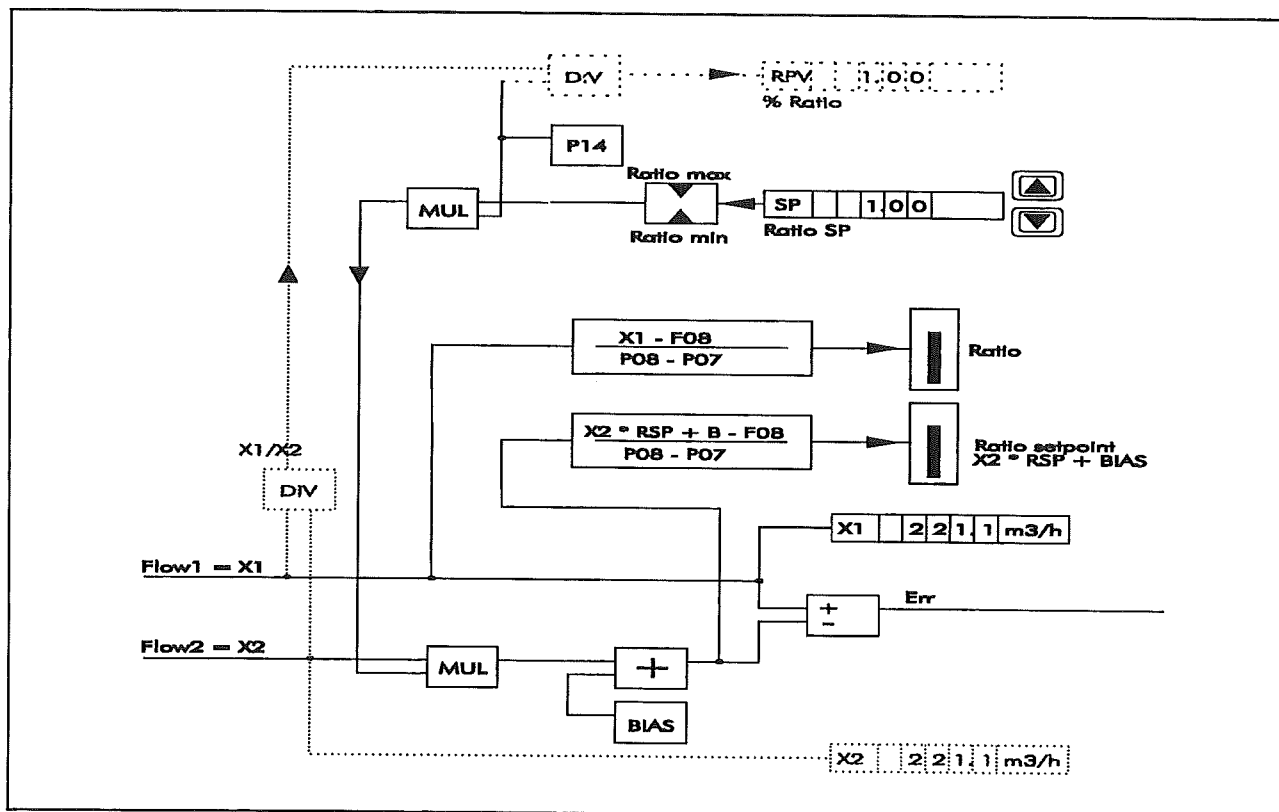 DIV
RPV 1.00
% Ratio
P14
Ratio max
MUL
SP 1.00
Ratio min
Ratio SP
X1 - F08
P08 - P07
Ratio
X2 * RSP + B - F08
P08 - P07
Ratio setpoint
X2 * RSP + BIAS
X1/X2
DIV
X1 221.1 m3/h
Flow1 = X1
+
-
Err
Flow2 = X2
MUL
+
BIAS
X2 221.1 m3/h